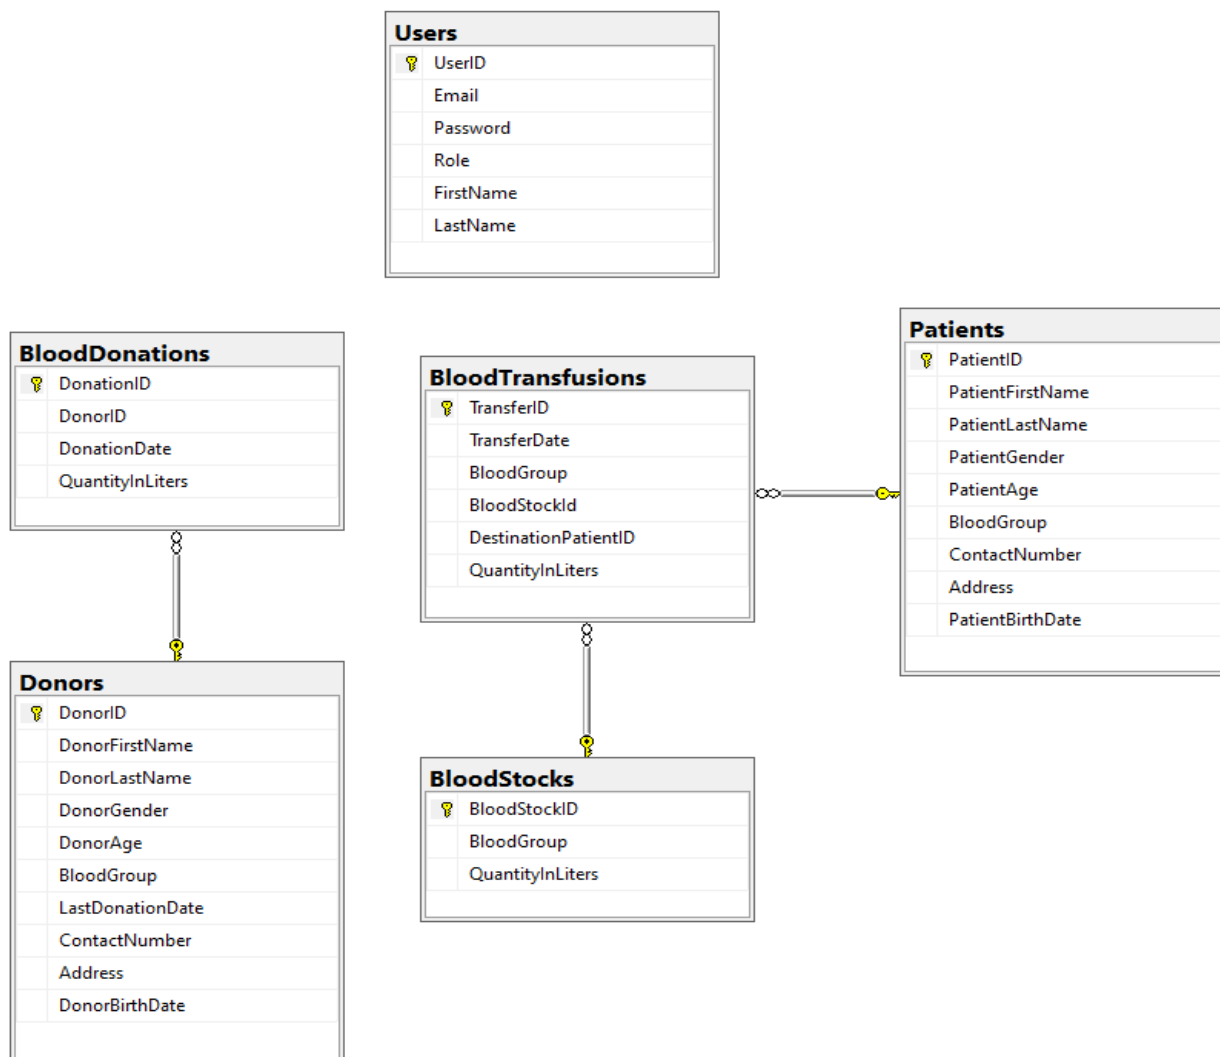 Users
UserID
Email
Password
Role
FirstName
LastName
BloodDonations
DonationID
DonorID
DonationDate
QuantityInLiters
BloodTransfusions
TransferID
TransferDate
BloodGroup
BloodStockId
DestinationPatientID
QuantityInLiters
Patients
PatientID
PatientFirstName
PatientLastName
PatientGender
PatientAge
BloodGroup
ContactNumber
Address
PatientBirthDate
Donors
DonorID
DonorFirstName
DonorLastName
DonorGender
DonorAge
BloodGroup
LastDonationDate
ContactNumber
Address
DonorBirthDate
BloodStocks
BloodStockID
BloodGroup
QuantityInLiters